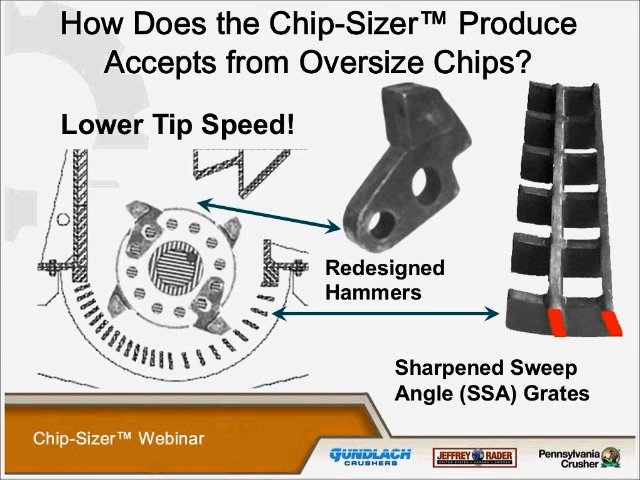 How Does the Chip-Sizer™ Produce
Accepts from Oversize Chips?
Lower Tip Speed!
Redesigned
Hammers
Sharpened Sweep
Angle (SSA) Grates
Chip-Sizer™ Webinar
GUNDLACH
CRUSHERS
JEFFREY RADER
Pennsylvania
Crusher